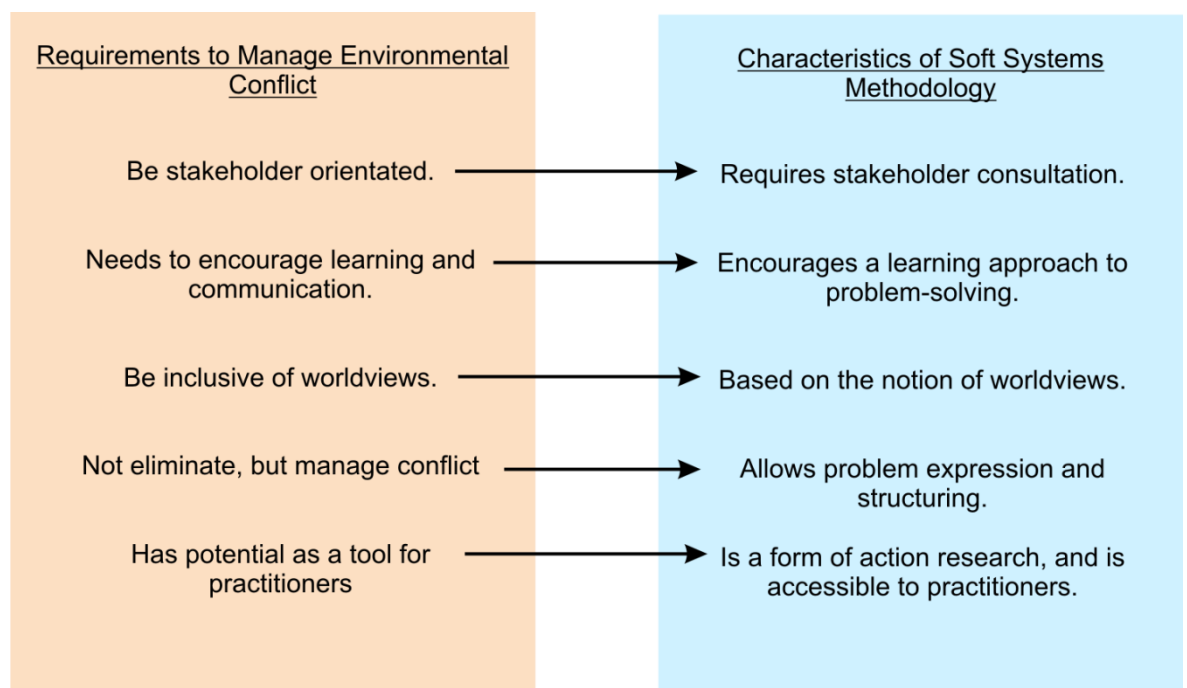 Requirements to Manage Environmental
Conflict
Be stakeholder orientated.
Needs to encourage learning and
communication.
Be inclusive of worldviews.
Not eliminate, but manage conflict
Has potential as a tool for
practitioners
Characteristics of Soft Systems
Methodology
Requires stakeholder consultation.
Encourages a learning approach to
problem-solving.
Based on the notion of worldviews.
Allows problem expression and
structuring.
Is a form of action research, and is
accessible to practitioners.